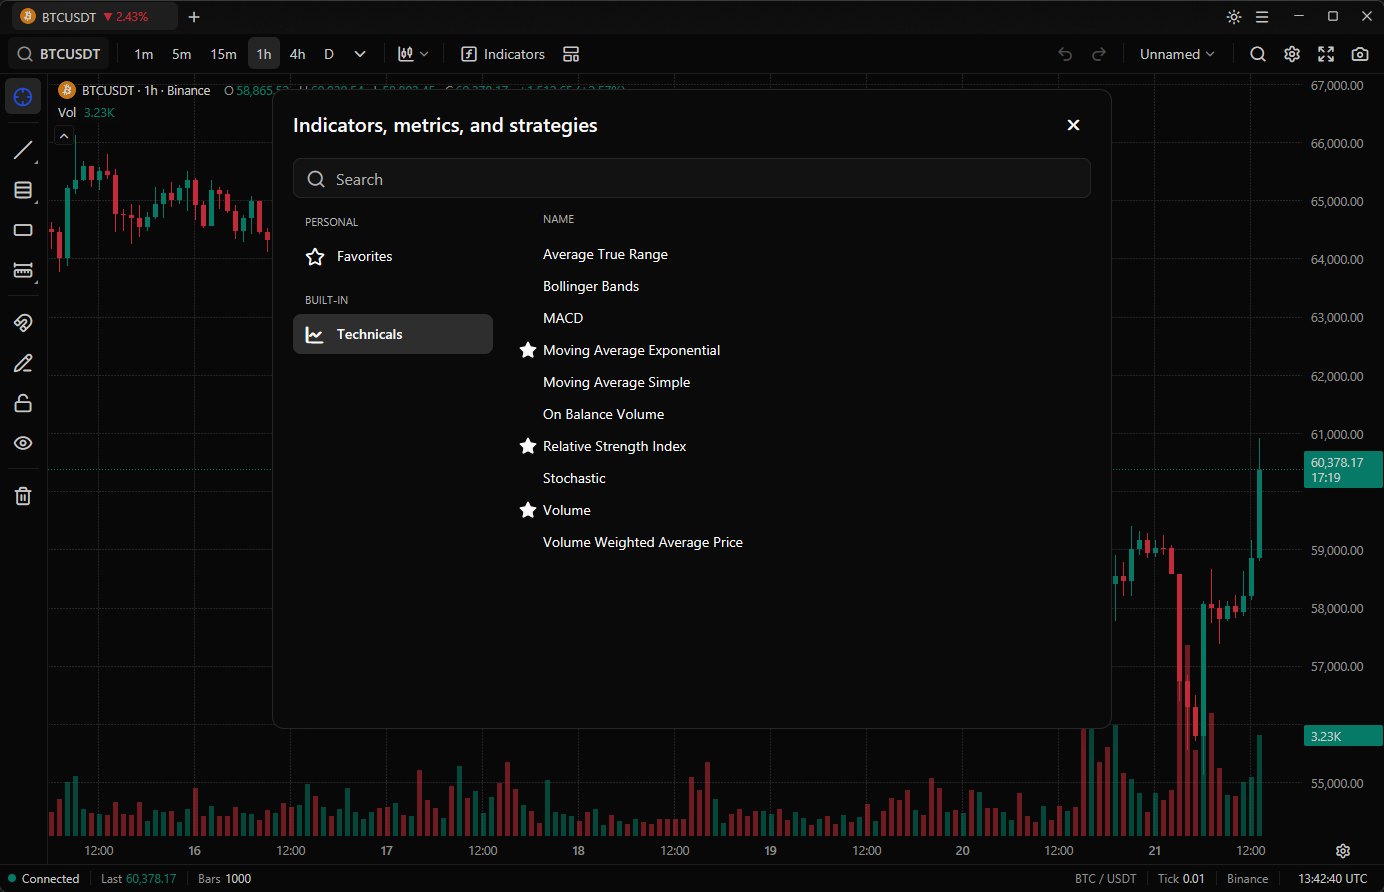 BTCUSDT ▼ 2.43%
BTCUSDT 1m 5m 15m 1h 4h D Indicators Unnamed
BTCUSDT · 1h · Binance O 58,865.52
Vol 3.23K
Indicators, metrics, and strategies
Search
PERSONAL
Favorites
BUILT-IN
Technicals
NAME
Average True Range
Bollinger Bands
MACD
Moving Average Exponential
Moving Average Simple
On Balance Volume
Relative Strength Index
Stochastic
Volume
Volume Weighted Average Price
67,000.00
66,000.00
65,000.00
64,000.00
63,000.00
62,000.00
61,000.00
60,378.17
17:19
59,000.00
58,000.00
57,000.00
3.23K
55,000.00
12:00 16 12:00 17 12:00 18 12:00 19 12:00 20 12:00 21 12:00
Connected Last 60,378.17 Bars 1000 BTC / USDT Tick 0.01 Binance 13:42:40 UTC